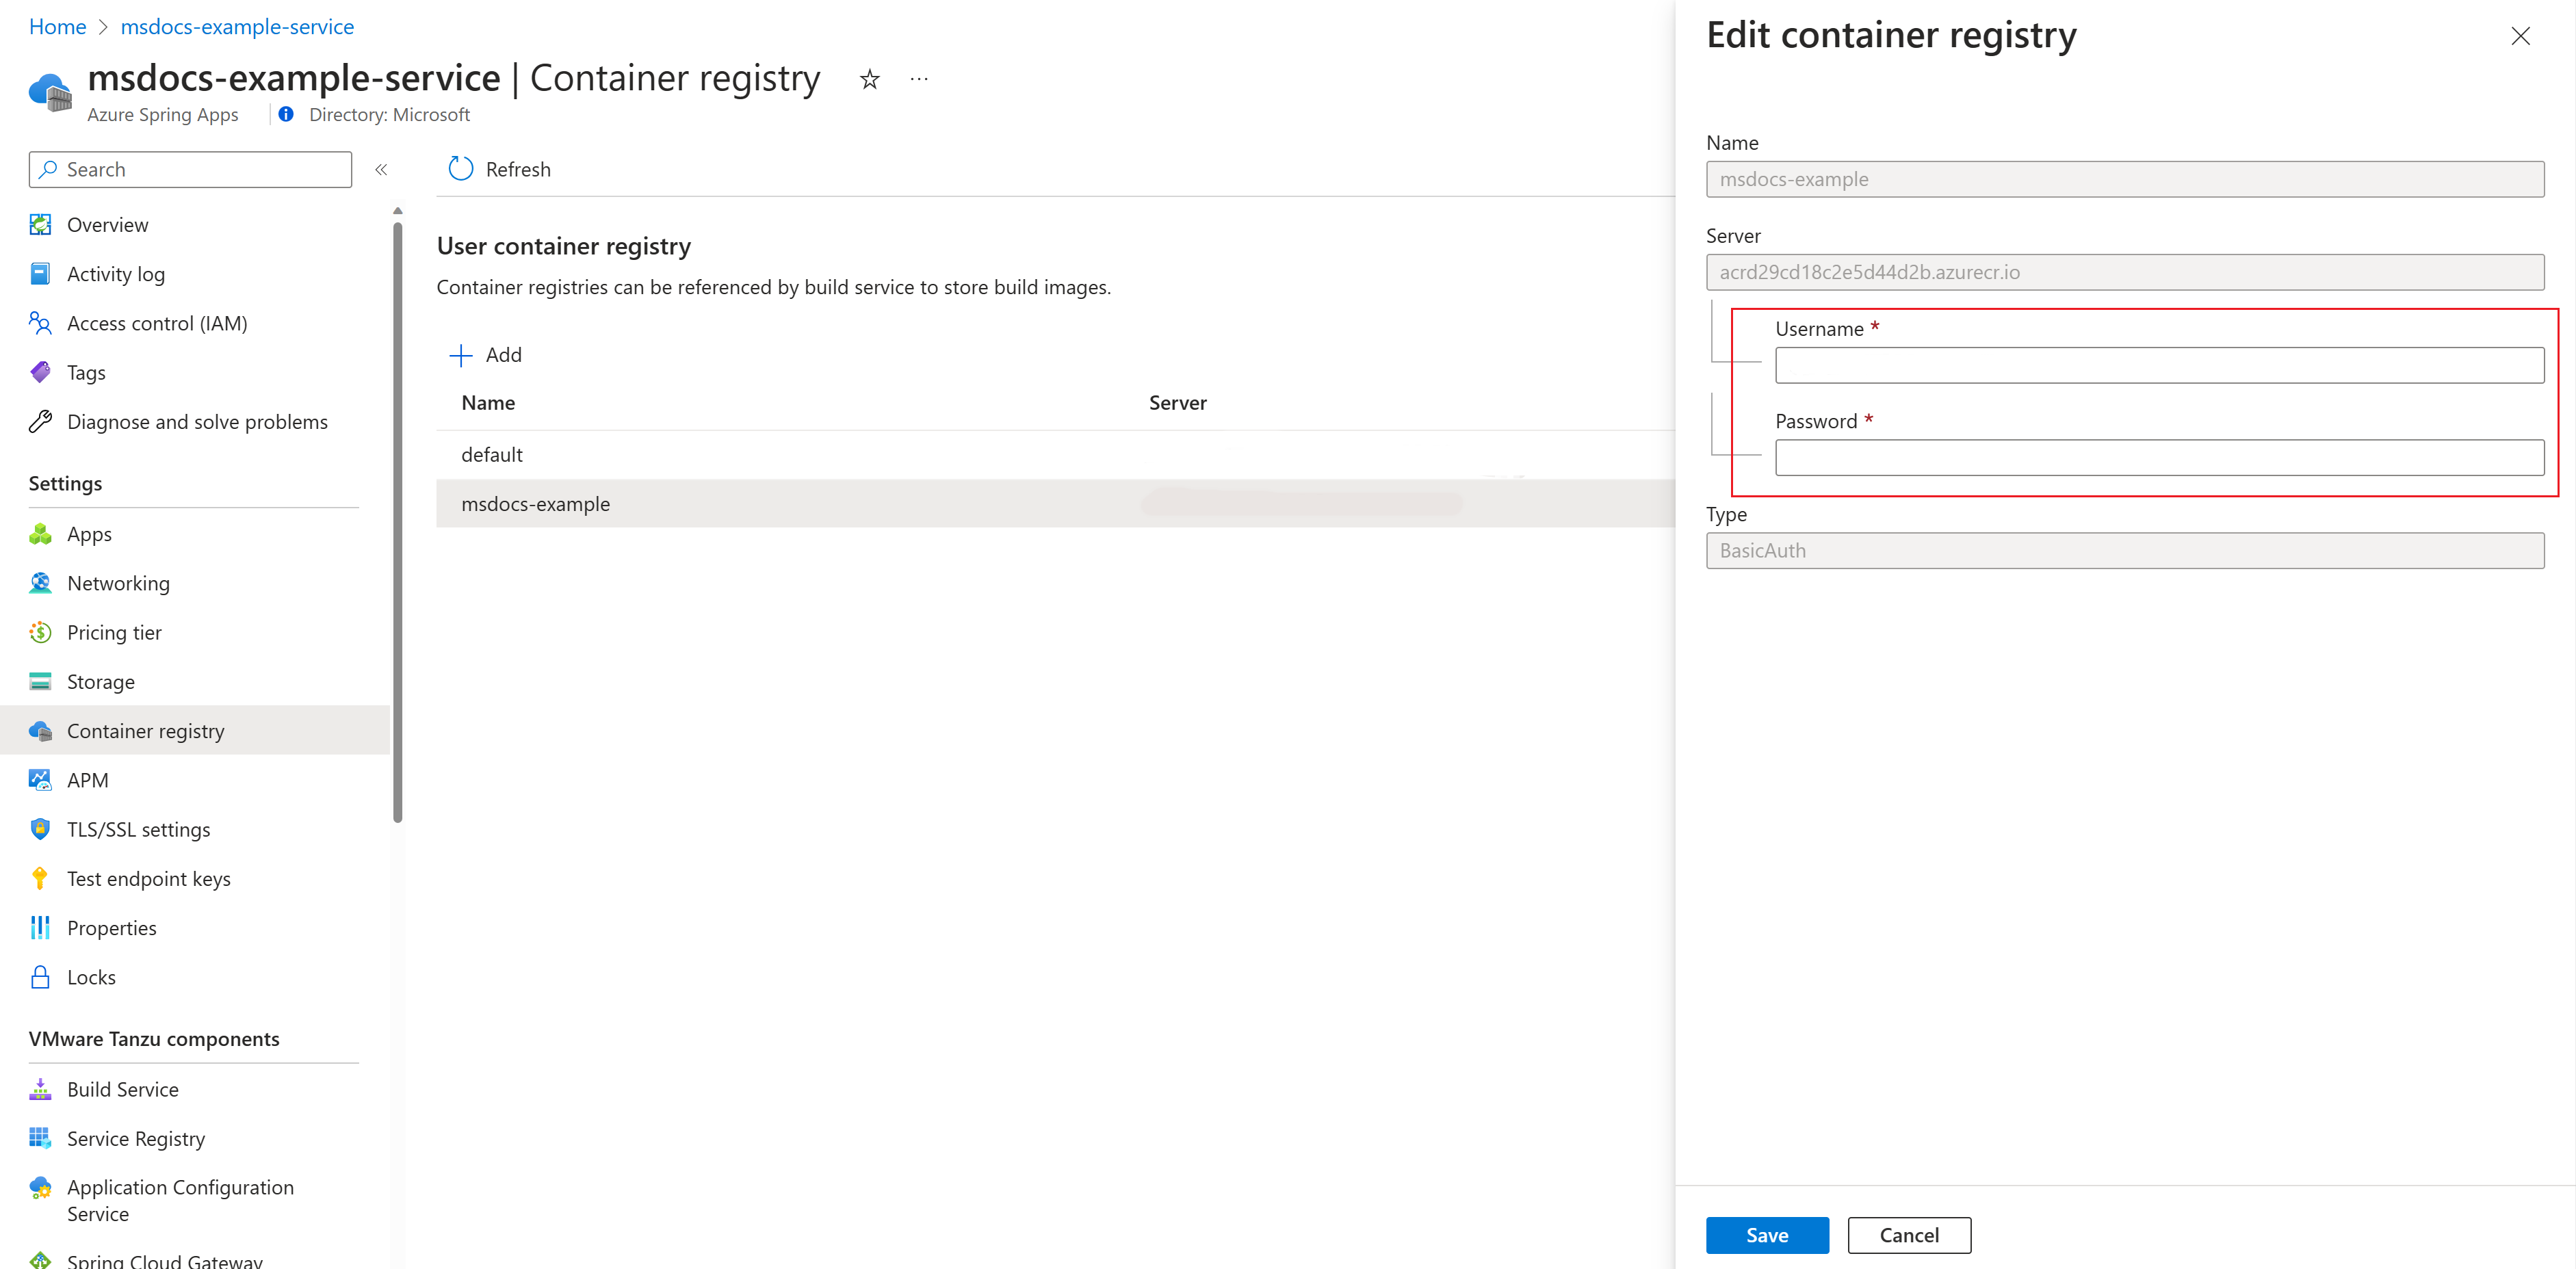 Home > msdocs-example-service
msdocs-example-service | Container registry
Azure Spring Apps
Directory: Microsoft
Search
Overview
Activity log
Access control (IAM)
Tags
Diagnose and solve problems
Settings
Apps
Networking
Pricing tier
Storage
Container registry
APM
TLS/SSL settings
Test endpoint keys
Properties
Locks
VMware Tanzu components
Build Service
Service Registry
Application Configuration
Service
Spring Cloud Gateway
Refresh
User container registry
Container registries can be referenced by build service to store build images.
Add
Name Server
default
msdocs-example
Edit container registry
Name
msdocs-example
Server
acrd29cd18c2e5d44d2b.azurecr.io
Username *
Password *
Type
BasicAuth
Save Cancel